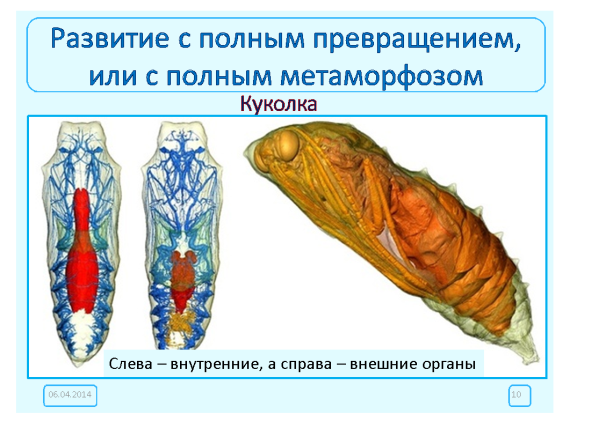 Развитие с полным превращением,
или с полным метаморфозом
Куколка
Слева – внутренние, а справа – внешние органы
06.04.2014
10